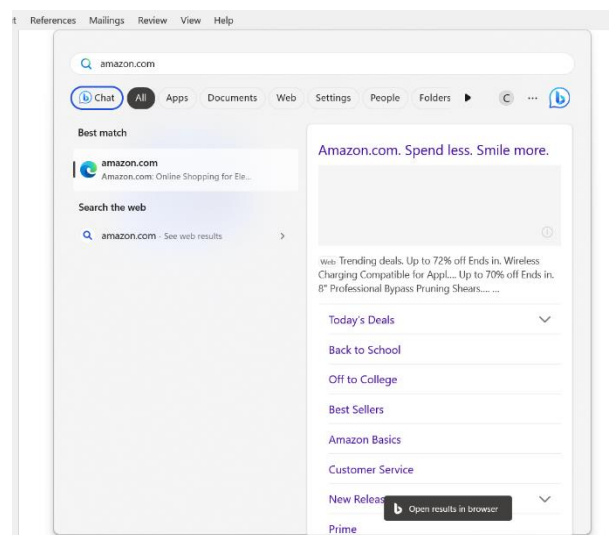 References Mailings Review View Help
amazon.com
Chat All Apps Documents Web Settings People Folders C ...
Best match
amazon.com
Amazon.com: Online Shopping for Ele...
Search the web
amazon.com - See web results
Amazon.com. Spend less. Smile more.
Web Trending deals. Up to 72% off Ends in. Wireless
Charging Compatible for Appl.... Up to 70% off Ends in.
8" Professional Bypass Pruning Shears.... ...
Today's Deals
Back to School
Off to College
Best Sellers
Amazon Basics
Customer Service
New Releas
Open results in browser
Prime